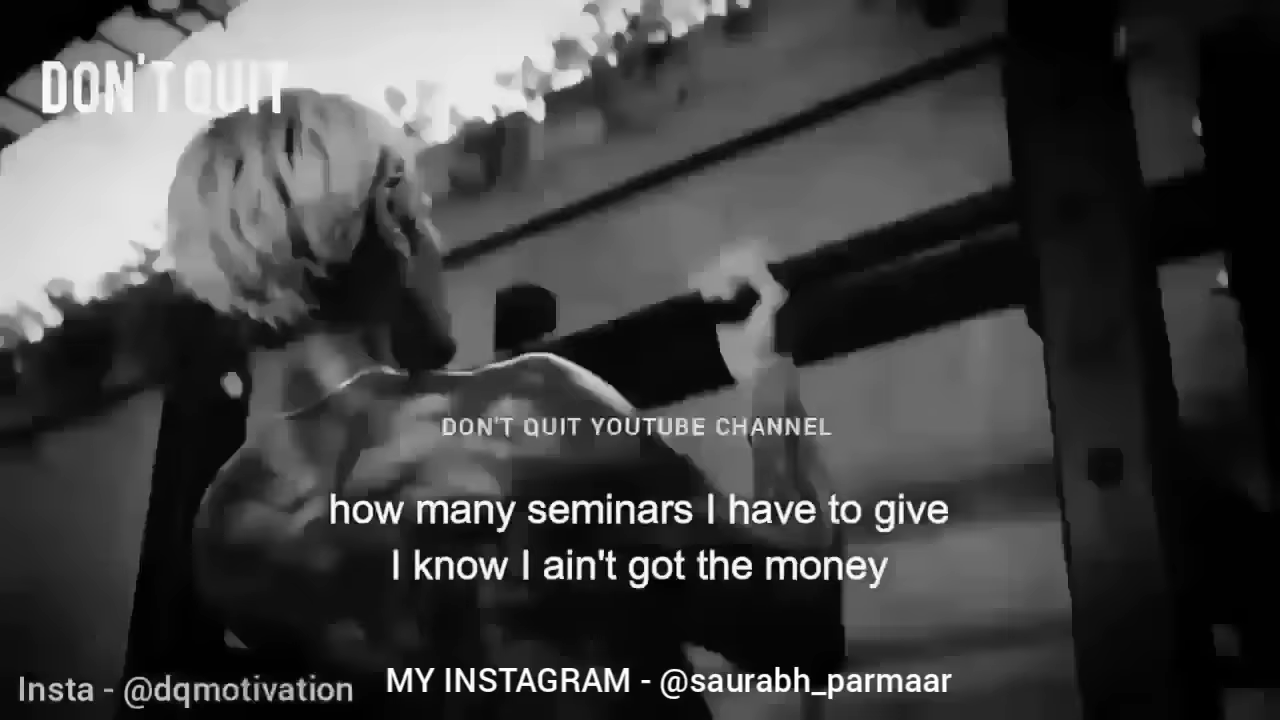 DON'T QUIT
DON'T QUIT YOUTUBE CHANNEL
how many seminars I have to give
I know I ain't got the money
Insta - @dqmotivation
MY INSTAGRAM - @saurabh_parmaar